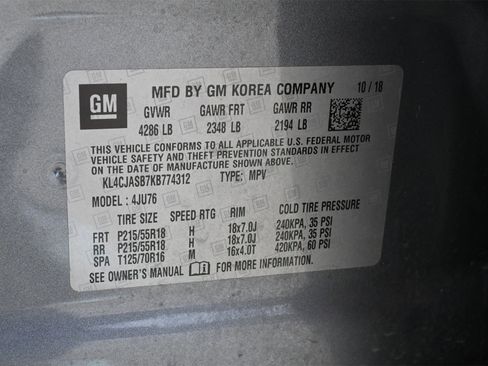 GM
MFD BY GM KOREA COMPANY 10/18
GVWR GAWR FRT GAWR RR
4286 LB 2348 LB 2194 LB
THIS VEHICLE CONFORMS TO ALL APPLICABLE U.S. FEDERAL MOTOR
VEHICLE SAFETY AND THEFT PREVENTION STANDARDS IN EFFECT
ON THE DATE OF MANUFACTURE SHOWN ABOVE.
KL4CJASB7KB774312 TYPE: MPV
MODEL: 4JU76
TIRE SIZE SPEED RTG RIM COLD TIRE PRESSURE
FRT P215/55R18 H 18x7.0J 240KPA, 35 PSI
RR P215/55R18 H 18x7.0J 240KPA, 35 PSI
SPA T125/70R16 M 16x4.0T 420KPA, 60 PSI
SEE OWNER'S MANUAL FOR MORE INFORMATION.